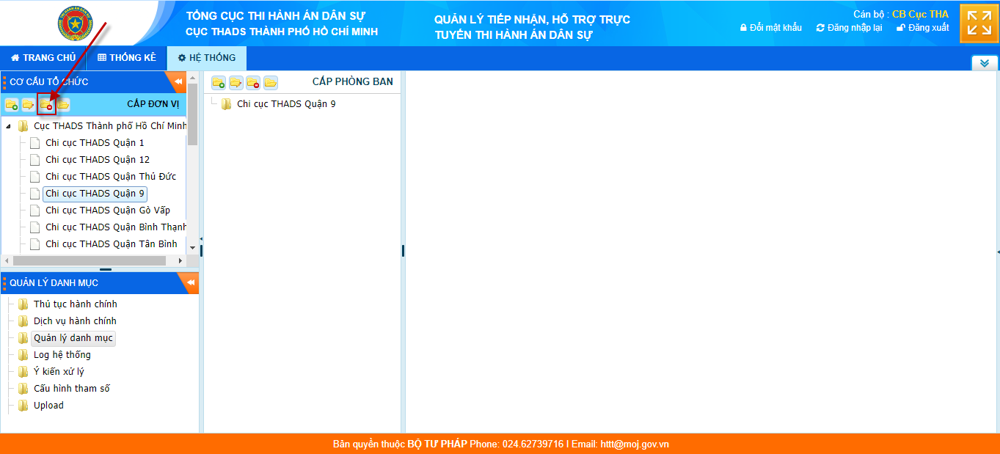 TỔNG CỤC THI HÀNH ÁN DÂN SỰ
CỤC THADS THÀNH PHỐ HỒ CHÍ MINH
QUẢN LÝ TIẾP NHẬN, HỖ TRỢ TRỰC
TUYẾN THI HÀNH ÁN DÂN SỰ
Cán bộ : CB Cục THA
Đổi mật khẩu Đăng nhập lại Đăng xuất
TRANG CHỦ THỐNG KÊ HỆ THỐNG
CƠ CẤU TỔ CHỨC
CẤP ĐƠN VỊ
Cục THADS Thành phố Hồ Chí Minh
Chi cục THADS Quận 1
Chi cục THADS Quận 12
Chi cục THADS Quận Thủ Đức
Chi cục THADS Quận 9
Chi cục THADS Quận Gò Vấp
Chi cục THADS Quận Bình Thạnh
Chi cục THADS Quận Tân Bình
QUẢN LÝ DANH MỤC
Thủ tục hành chính
Dịch vụ hành chính
Quản lý danh mục
Log hệ thống
Ý kiến xử lý
Cấu hình tham số
Upload
CẤP PHÒNG BAN
Chi cục THADS Quận 9
Bản quyền thuộc BỘ TƯ PHÁP Phone: 024.62739716 I Email: httt@moj.gov.vn